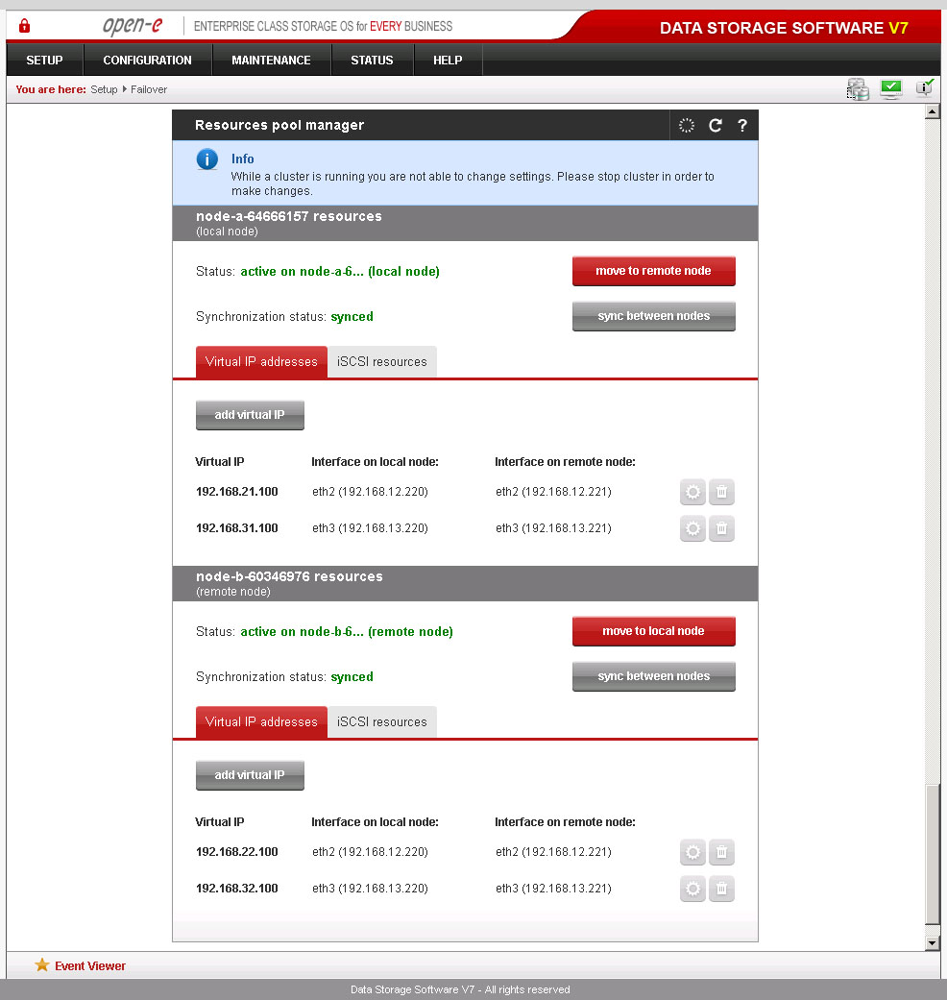 open-e ENTERPRISE CLASS STORAGE OS for EVERY BUSINESS
DATA STORAGE SOFTWARE V7
SETUP CONFIGURATION MAINTENANCE STATUS HELP
You are here: Setup Failover
Resources pool manager ?
Info
While a cluster is running you are not able to change settings. Please stop cluster in order to
make changes.
node-a-64666157 resources
(local node)
Status: active on node-a-6... (local node) move to remote node
Synchronization status: synced sync between nodes
Virtual IP addresses iSCSI resources
add virtual IP
Virtual IP Interface on local node: Interface on remote node:
192.168.21.100 eth2 (192.168.12.220) eth2 (192.168.12.221)
192.168.31.100 eth3 (192.168.13.220) eth3 (192.168.13.221)
node-b-60346976 resources
(remote node)
Status: active on node-b-6... (remote node) move to local node
Synchronization status: synced sync between nodes
Virtual IP addresses iSCSI resources
add virtual IP
Virtual IP Interface on local node: Interface on remote node:
192.168.22.100 eth2 (192.168.12.220) eth2 (192.168.12.221)
192.168.32.100 eth3 (192.168.13.220) eth3 (192.168.13.221)
Event Viewer
Data Storage Software V7 - All rights reserved